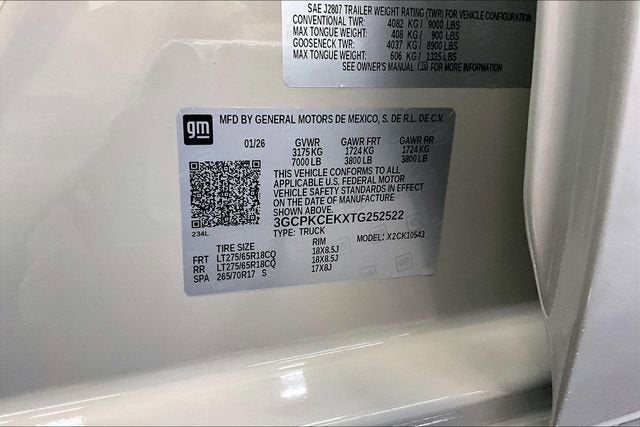 SAE J2807 TRAILER WEIGHT RATING (TWR) FOR VEHICLE CONFIGURATION
CONVENTIONAL TWR: 4082 KG / 9000 LBS
MAX TONGUE WEIGHT: 408 KG / 900 LBS
GOOSENECK TWR: 4037 KG / 8900 LBS
MAX TONGUE WEIGHT: 606 KG / 1335 LBS
SEE OWNER'S MANUAL FOR MORE INFORMATION
gm MFD BY GENERAL MOTORS DE MEXICO, S. DE R.L. DE C.V.
01/26 GVWR GAWR FRT GAWR RR
3175 KG 1724 KG 1724 KG
7000 LB 3800 LB 3800 LB
THIS VEHICLE CONFORMS TO ALL
APPLICABLE U.S. FEDERAL MOTOR
VEHICLE SAFETY STANDARDS IN EFFECT
ON THE DATE OF MANUFACTURE
SHOWN ABOVE.
3GCPKCEKXTG252522
234L TYPE: TRUCK MODEL: X2CK10543
TIRE SIZE RIM
FRT LT275/65R18CQ 18X8.5J
RR LT275/65R18CQ 18X8.5J
SPA 265/70R17 S 17X8J